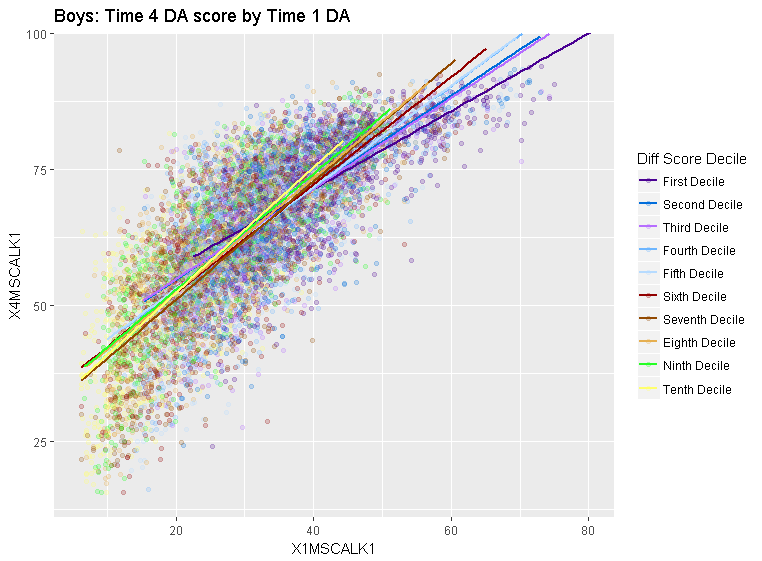 Boys: Time 4 DA score by Time 1 DA
100
75
50
25
X4MSCALK1
20
40
60
80
X1MSCALK1
Diff Score Decile
First Decile
Second Decile
Third Decile
Fourth Decile
Fifth Decile
Sixth Decile
Seventh Decile
Eighth Decile
Ninth Decile
Tenth Decile